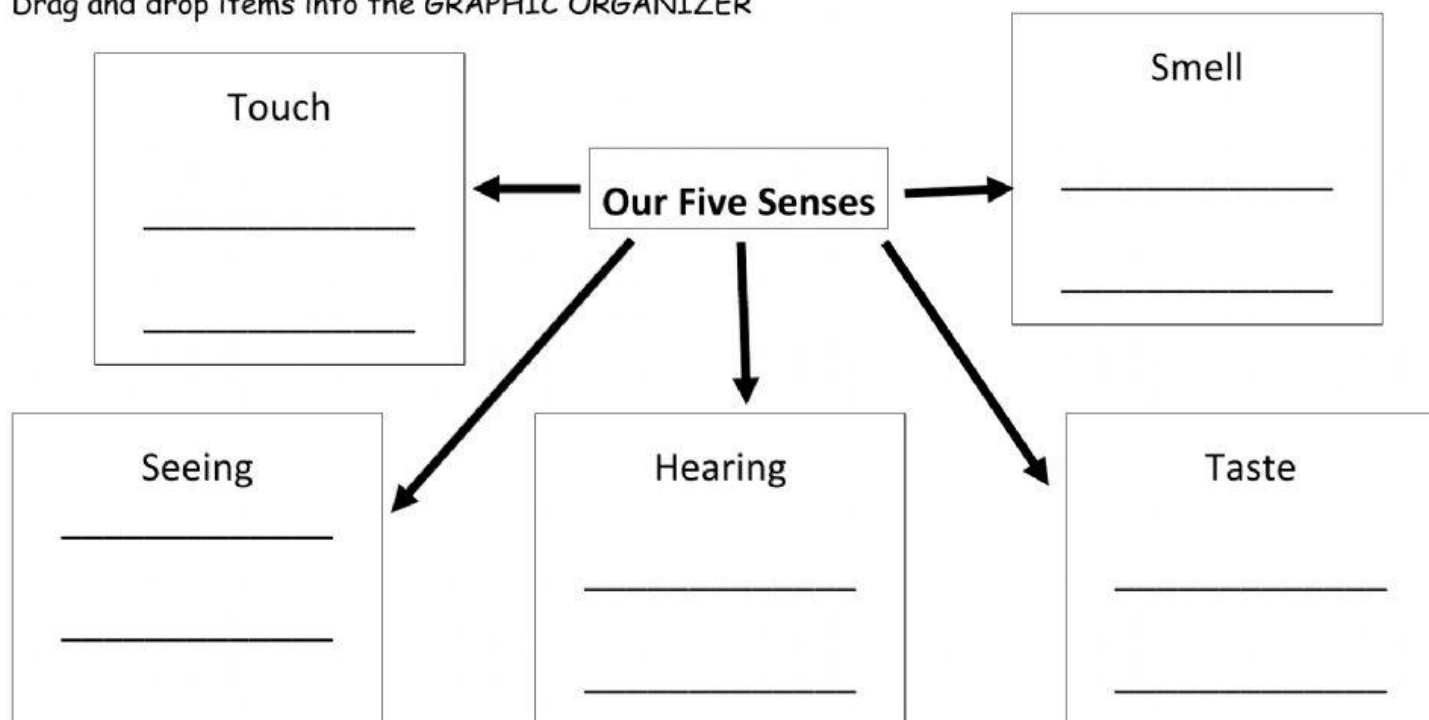 Drag and drop items into the GRAPHIC ORGANIZER
Touch
Smell
Our Five Senses
Seeing
Hearing
Taste